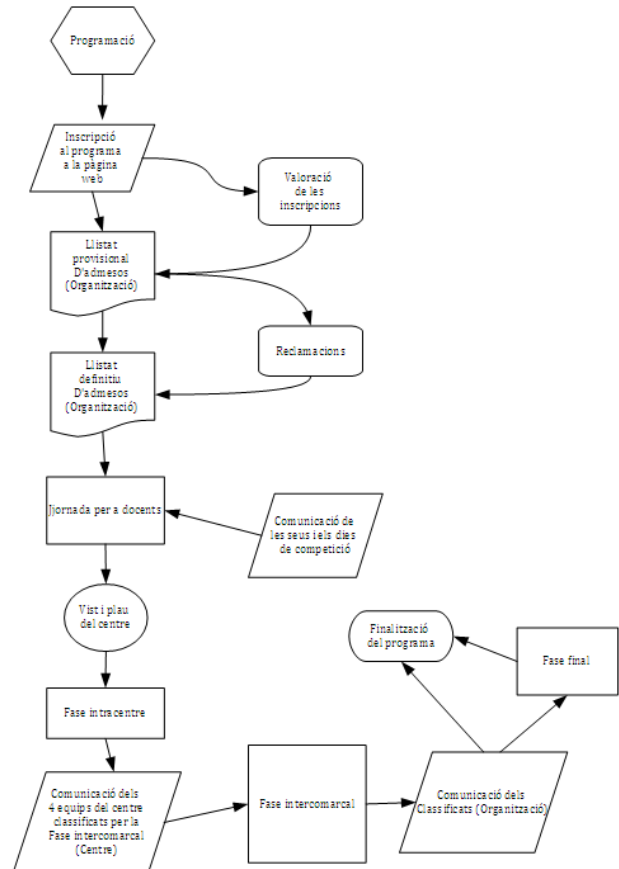 Programació
Inscripció
al programa
a la pàgina
web
Valoració
de les
inscripcions
Llistat
provisional
D'admesos
(Organització)
Reclamacions
Llistat
definitiu
D'admesos
(Organització)
Jjornada per a docents
Comunicació de
les seus i els dies
de competició
Vist i plau
del centre
Finalització
del programa
Fase final
Fase intracentre
Comunicació dels
4 equips del centre
classificats per la
Fase intercomarcal
(Centre)
Fase intercomarcal
Comunicació dels
Classificats (Organització)